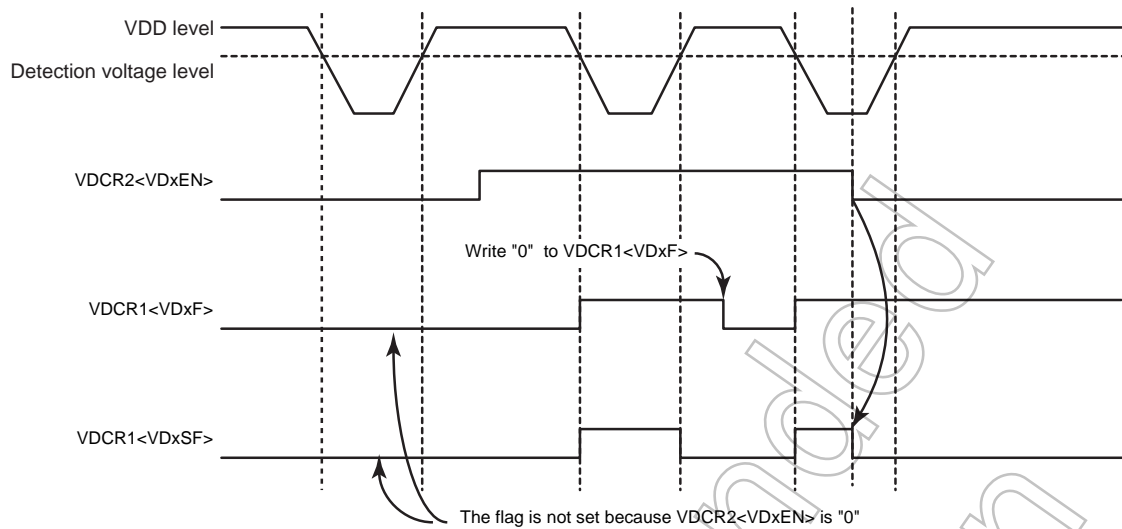 VDD level
Detection voltage level
VDCR2<VDxEN>
Write "0" to VDCR1<VDxF>
VDCR1<VDxF>
VDCR1<VDxSF>
The flag is not set because VDCR2<VDxEN> is "0"